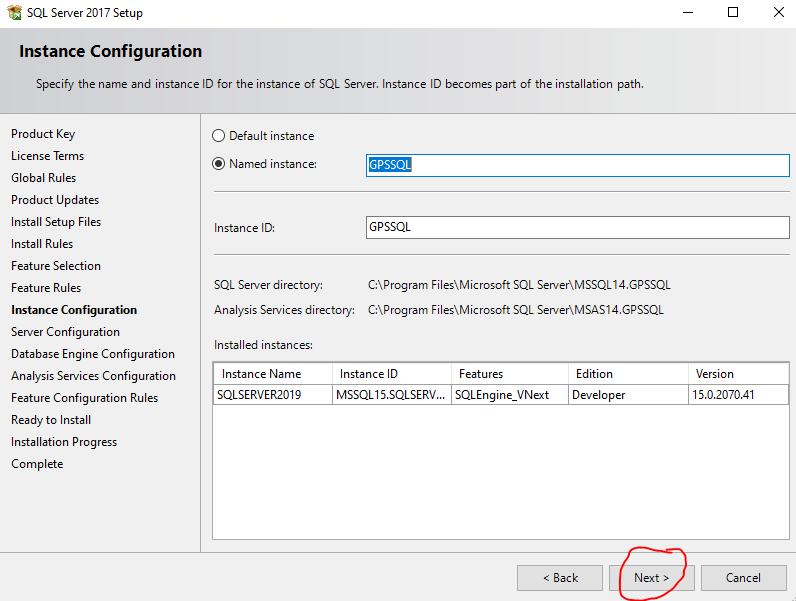 SQL Server 2017 Setup
Instance Configuration
Specify the name and instance ID for the instance of SQL Server. Instance ID becomes part of the installation path.
Product Key
License Terms
Global Rules
Product Updates
Install Setup Files
Install Rules
Feature Selection
Feature Rules
Instance Configuration
Server Configuration
Database Engine Configuration
Analysis Services Configuration
Feature Configuration Rules
Ready to Install
Installation Progress
Complete
Default instance
Named instance: GPSSQL
Instance ID: GPSSQL
SQL Server directory: C:\Program Files\Microsoft SQL Server\MSSQL14.GPSSQL
Analysis Services directory: C:\Program Files\Microsoft SQL Server\MSAS14.GPSSQL
Installed instances:
Instance Name Instance ID Features Edition Version
SQLSERVER2019 MSSQL15.SQLSERV... SQLEngine_VNext Developer 15.0.2070.41
< Back Next > Cancel